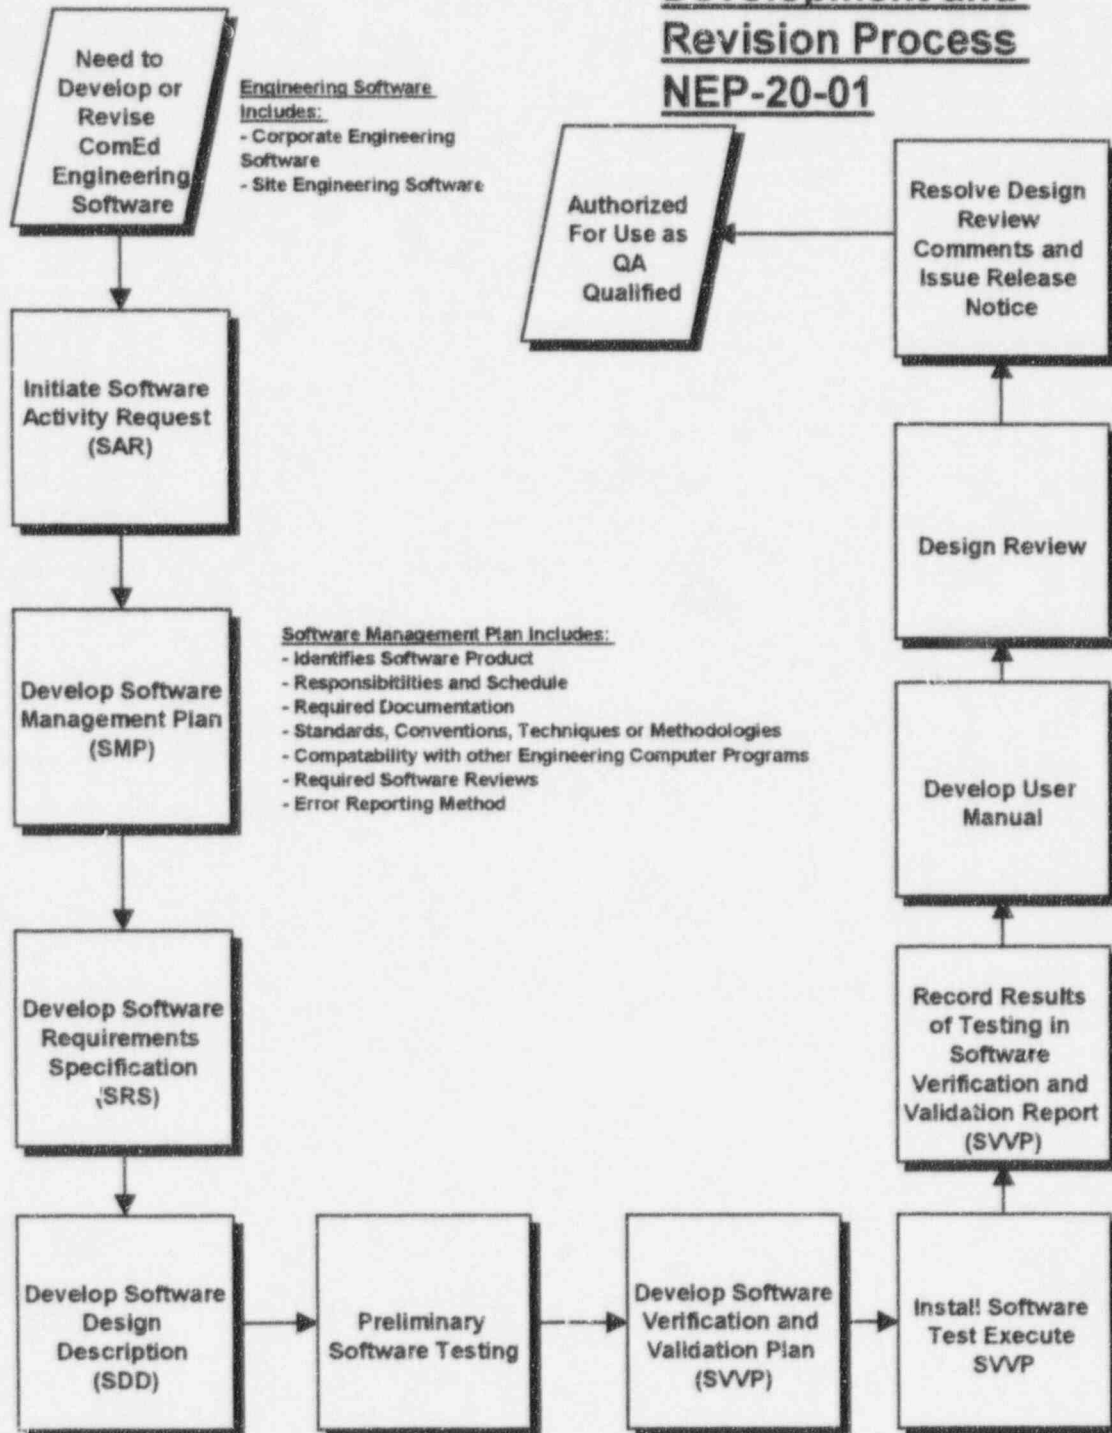 Development and
Revision Process
NEP-20-01
Need to
Develop or
Revise
ComEd
Engineering
Software
Engineering Software
Includes:
- Corporate Engineering
Software
- Site Engineering Software
Initiate Software
Activity Request
(SAR)
Develop Software
Management Plan
(SMP)
Software Management Plan Includes:
- Identifies Software Product
- Responsibitilties and Schedule
- Required Documentation
- Standards, Conventions, Techniques or Methodologies
- Compatability with other Engineering Computer Programs
- Required Software Reviews
- Error Reporting Method
Develop Software
Requirements
Specification
(SRS)
Develop Software
Design
Description
(SDD)
Preliminary
Software Testing
Develop Software
Verification and
Validation Plan
(SVVP)
Install Software
Test Execute
SVVP
Record Results
of Testing in
Software
Verification and
Validation Report
(SVVP)
Develop User
Manual
Design Review
Resolve Design
Review
Comments and
Issue Release
Notice
Authorized
For Use as
QA
Qualified